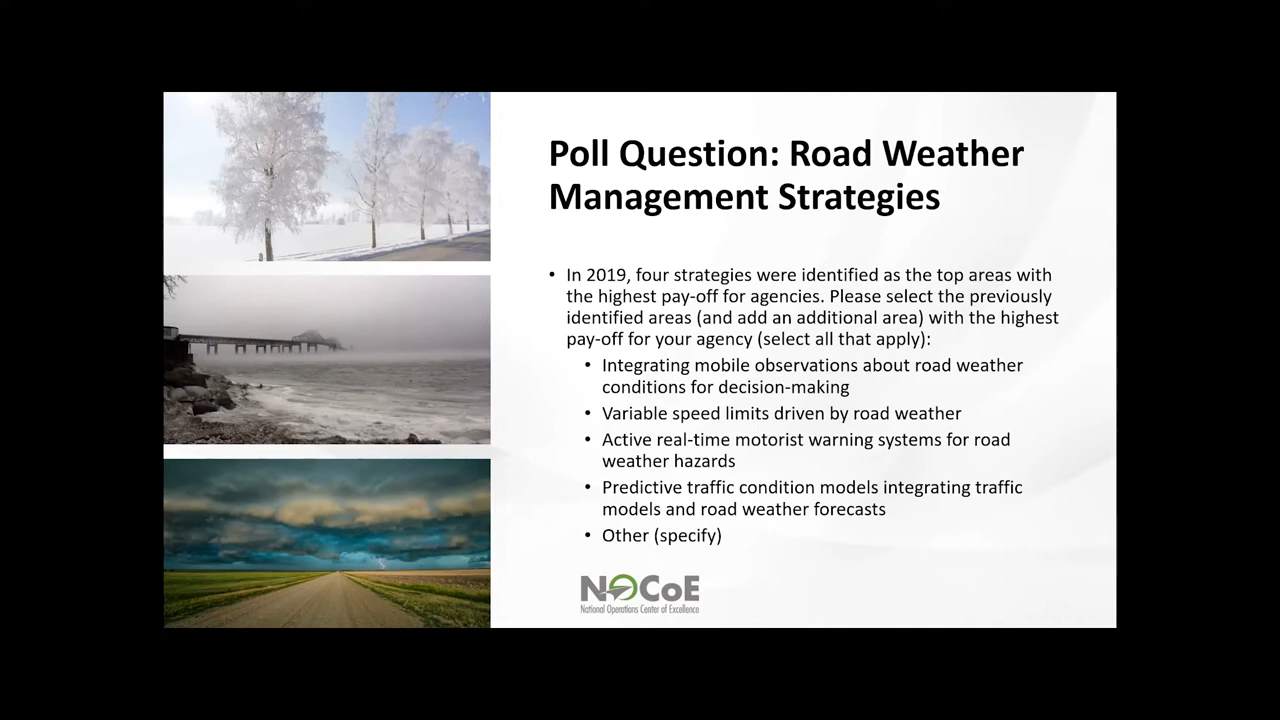 Poll Question: Road Weather
Management Strategies
• In 2019, four strategies were identified as the top areas with
the highest pay-off for agencies. Please select the previously
identified areas (and add an additional area) with the highest
pay-off for your agency (select all that apply):
• Integrating mobile observations about road weather
conditions for decision-making
• Variable speed limits driven by road weather
• Active real-time motorist warning systems for road
weather hazards
• Predictive traffic condition models integrating traffic
models and road weather forecasts
• Other (specify)
NOCoE
National Operations Center of Excellence